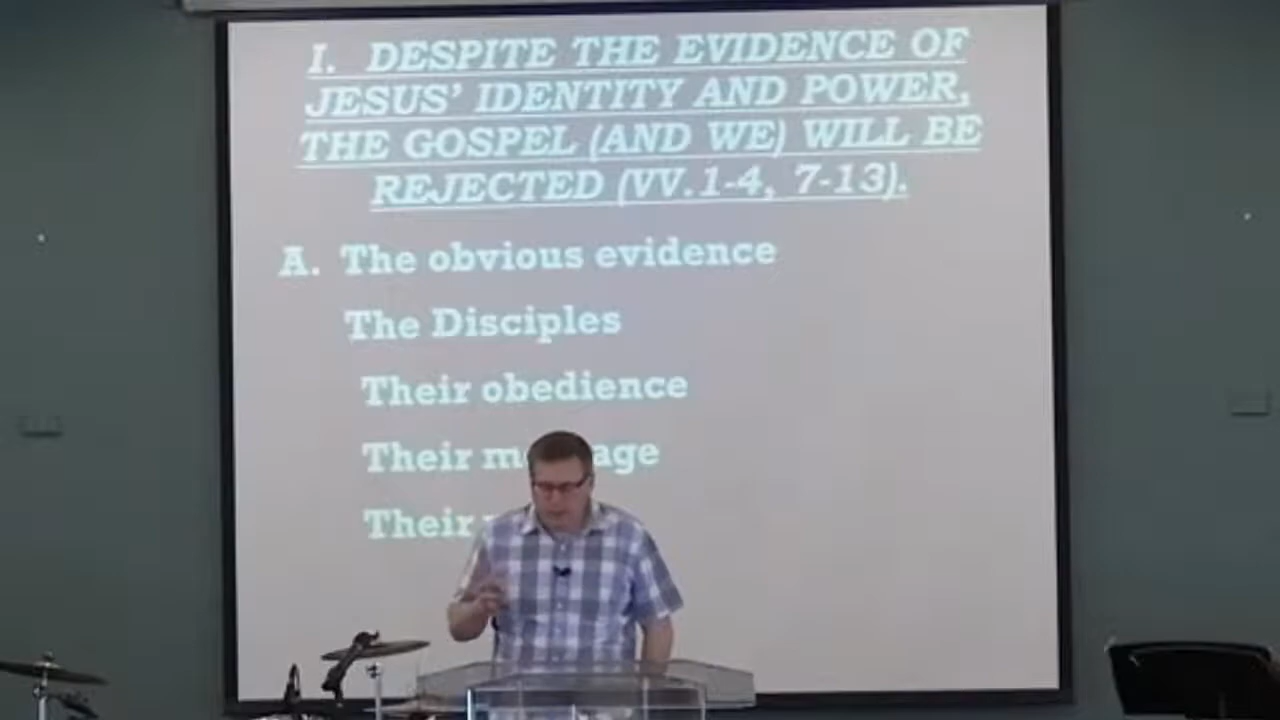 I. DESPITE THE EVIDENCE OF
JESUS' IDENTITY AND POWER,
THE GOSPEL (AND WE) WILL BE
REJECTED (VV.1-4, 7-13).
A. The obvious evidence
The Disciples
Their obedience
Their
Their